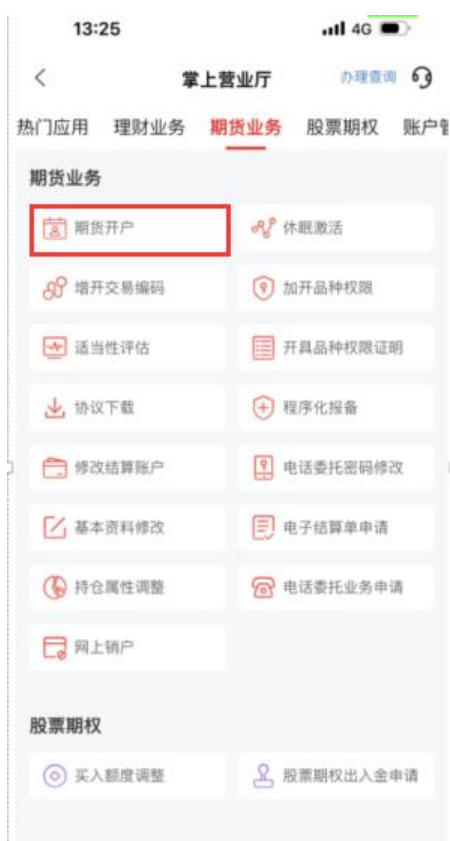 13:25 4G
掌上营业厅 办理查询
热门应用 理财业务 期货业务 股票期权 账户管
期货业务
期货开户 休眠激活
增开交易编码 加开品种权限
适当性评估 开具品种权限证明
协议下载 程序化报备
修改结算账户 电话委托密码修改
基本资料修改 电子结算单申请
持仓属性调整 电话委托业务申请
网上销户
股票期权
买入额度调整 股票期权出入金申请